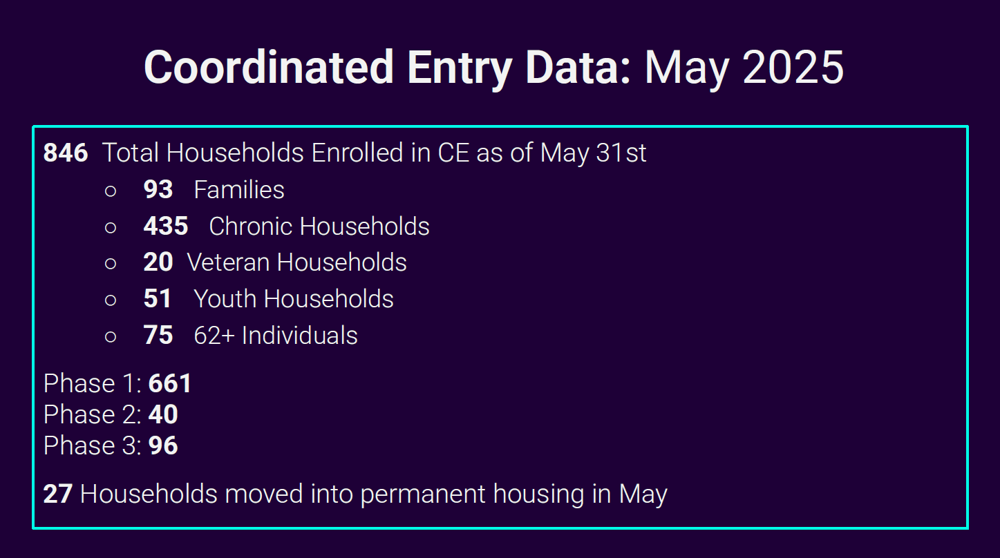 Coordinated Entry Data: May 2025
846 Total Households Enrolled in CE as of May 31st
○ 93 Families
○ 435 Chronic Households
○ 20 Veteran Households
○ 51 Youth Households
○ 75 62+ Individuals
Phase 1: 661
Phase 2: 40
Phase 3: 96
27 Households moved into permanent housing in May